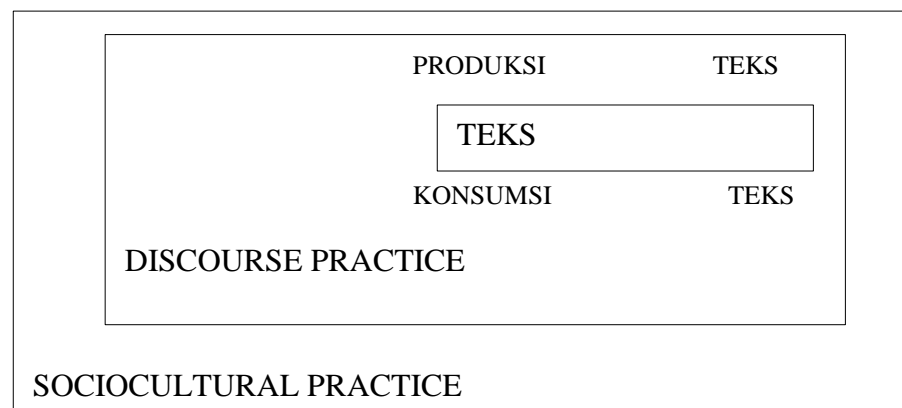 PRODUKSI TEKS
TEKS
KONSUMSI TEKS
DISCOURSE PRACTICE
SOCIOCULTURAL PRACTICE